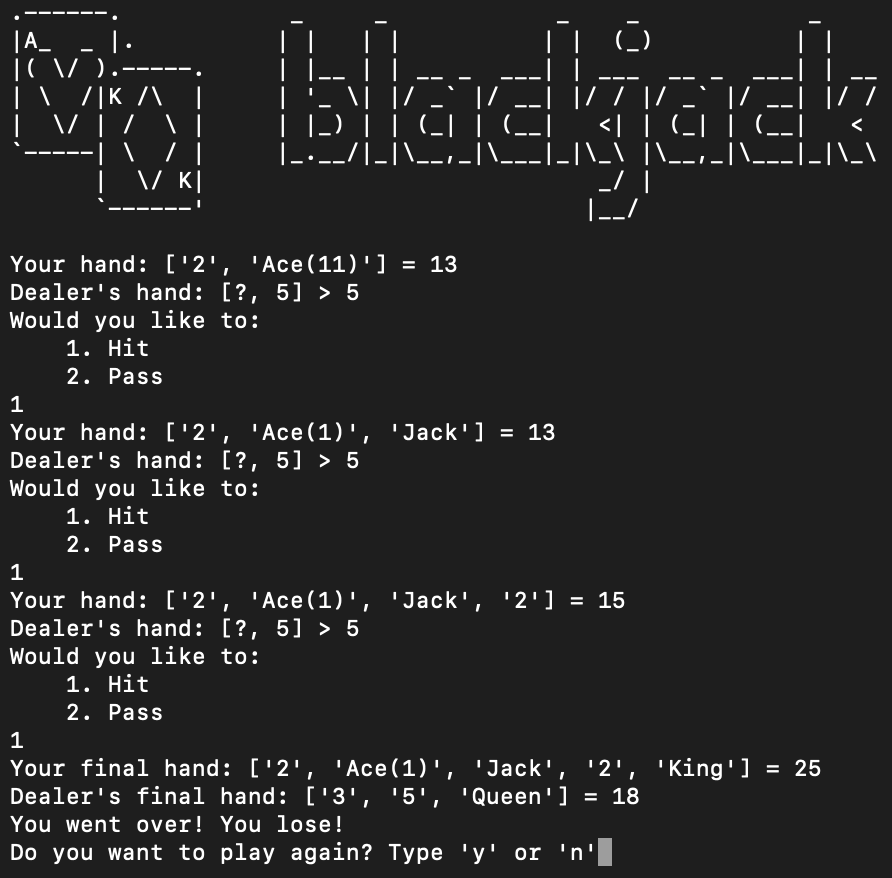 blackjack
A
K
K
Your hand: ['2', 'Ace(11)'] = 13
Dealer's hand: [?, 5] > 5
Would you like to:
1. Hit
2. Pass
1
Your hand: ['2', 'Ace(1)', 'Jack'] = 13
Dealer's hand: [?, 5] > 5
Would you like to:
1. Hit
2. Pass
1
Your hand: ['2', 'Ace(1)', 'Jack', '2'] = 15
Dealer's hand: [?, 5] > 5
Would you like to:
1. Hit
2. Pass
1
Your final hand: ['2', 'Ace(1)', 'Jack', '2', 'King'] = 25
Dealer's final hand: ['3', '5', 'Queen'] = 18
You went over! You lose!
Do you want to play again? Type 'y' or 'n'